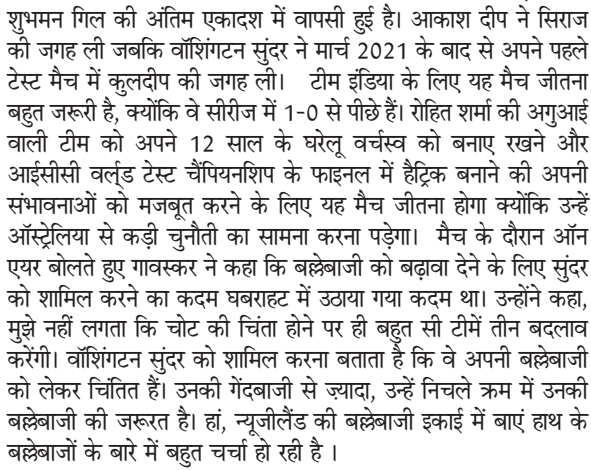 शुभमन गिल की अंतिम एकादश में वापसी हुई है। आकाश दीप ने सिराज
की जगह ली जबकि वॉशिंगटन सुंदर ने मार्च 2021 के बाद से अपने पहले
टेस्ट मैच में कुलदीप की जगह ली। टीम इंडिया के लिए यह मैच जीतना
बहुत जरूरी है, क्योंकि वे सीरीज में 1-0 से पीछे हैं। रोहित शर्मा की अगुआई
वाली टीम को अपने 12 साल के घरेलू वर्चस्व को बनाए रखने और
आईसीसी वर्ल्ड टेस्ट चैंपियनशिप के फाइनल में हैट्रिक बनाने की अपनी
संभावनाओं को मजबूत करने के लिए यह मैच जीतना होगा क्योंकि उन्हें
ऑस्ट्रेलिया से कड़ी चुनौती का सामना करना पड़ेगा। मैच के दौरान ऑन
एयर बोलते हुए गावस्कर ने कहा कि बल्लेबाजी को बढ़ावा देने के लिए सुंदर
को शामिल करने का कदम घबराहट में उठाया गया कदम था। उन्होंने कहा,
मुझे नहीं लगता कि चोट की चिंता होने पर ही बहुत सी टीमें तीन बदलाव
करेंगी। वॉशिंगटन सुंदर को शामिल करना बताता है कि वे अपनी बल्लेबाजी
को लेकर चिंतित हैं। उनकी गेंदबाजी से ज़्यादा, उन्हें निचले क्रम में उनकी
बल्लेबाजी की जरूरत है। हां, न्यूजीलैंड की बल्लेबाजी इकाई में बाएं हाथ के
बल्लेबाजों के बारे में बहुत चर्चा हो रही है ।